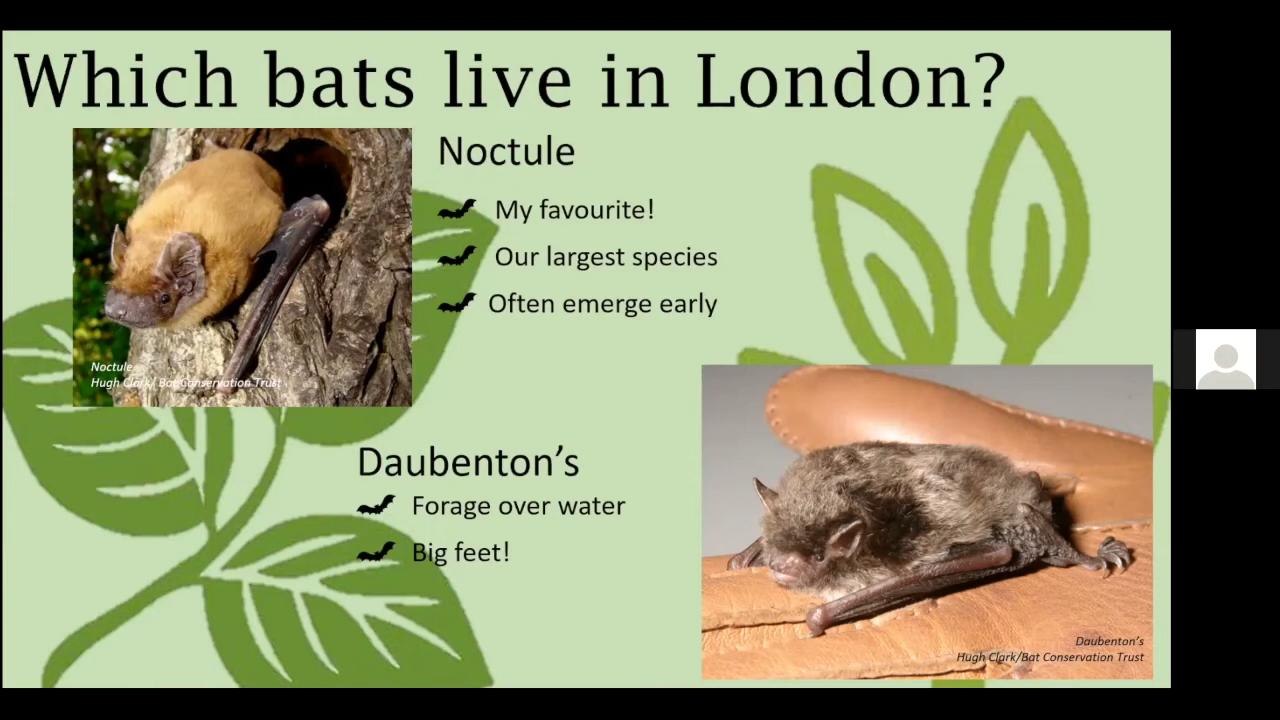 Which bats live in London?
Noctule
My favourite!
Our largest species
Often emerge early
Noctule
Hugh Clark/ Bat Conservation Trust
Daubenton’s
Forage over water
Big feet!
Daubenton’s
Hugh Clark/Bat Conservation Trust